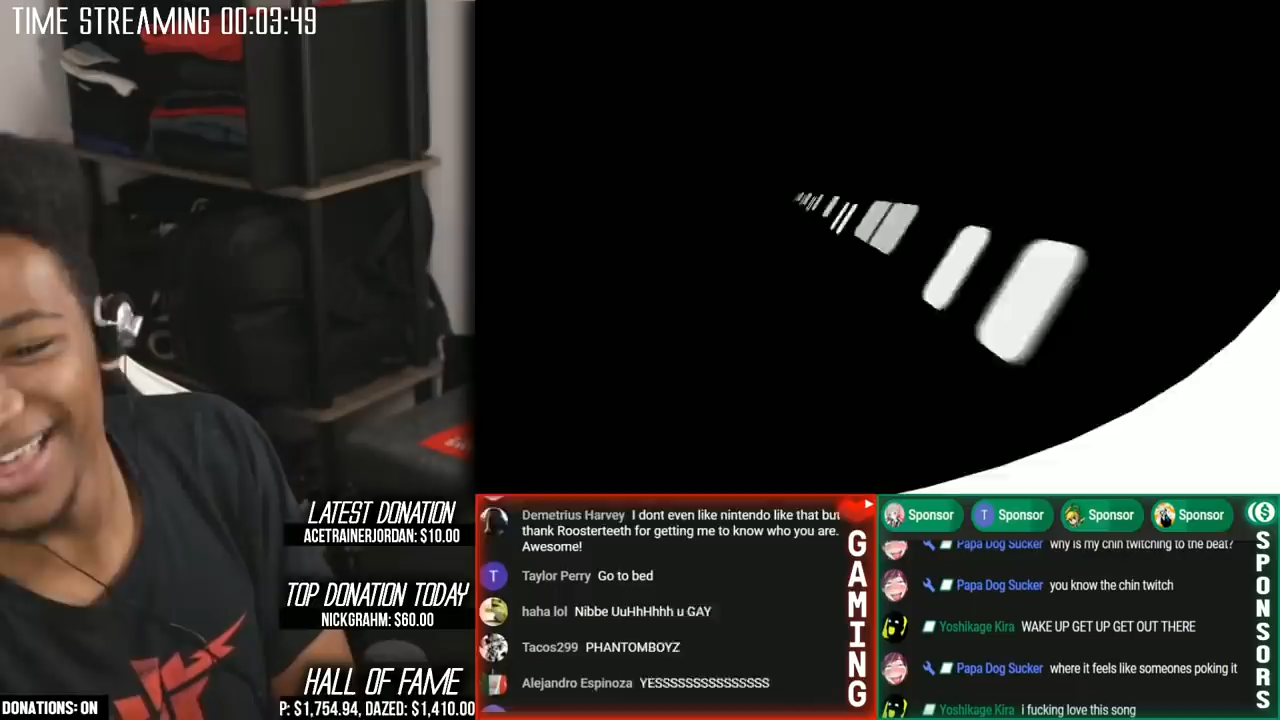 TIME STREAMING 00:03:49
LATEST DONATION
ACETRAINERJORDAN: $10.00
TOP DONATION TODAY
NICKGRAHM: $60.00
HALL OF FAME
P: $1,754.94, DAZED: $1,410.00
DONATIONS: ON
Demetrius Harvey I dont even like nintendo like that but
thank Roosterteeth for getting me to know who you are.
Awesome!
Taylor Perry Go to bed
haha lol Nibbe UuHhHhhh u GAY
Tacos299 PHANTOMBOYZ
Alejandro Espinoza YESSSSSSSSSSSSSSS
GAMING
Sponsor
T Sponsor
Sponsor
Sponsor
Papa Dog Sucker why is my chin twitching to the beat?
Papa Dog Sucker you know the chin twitch
Yoshikage Kira WAKE UP GET UP GET OUT THERE
Papa Dog Sucker where it feels like someones poking it
Yoshikage Kira i fucking love this song
SPONSORS